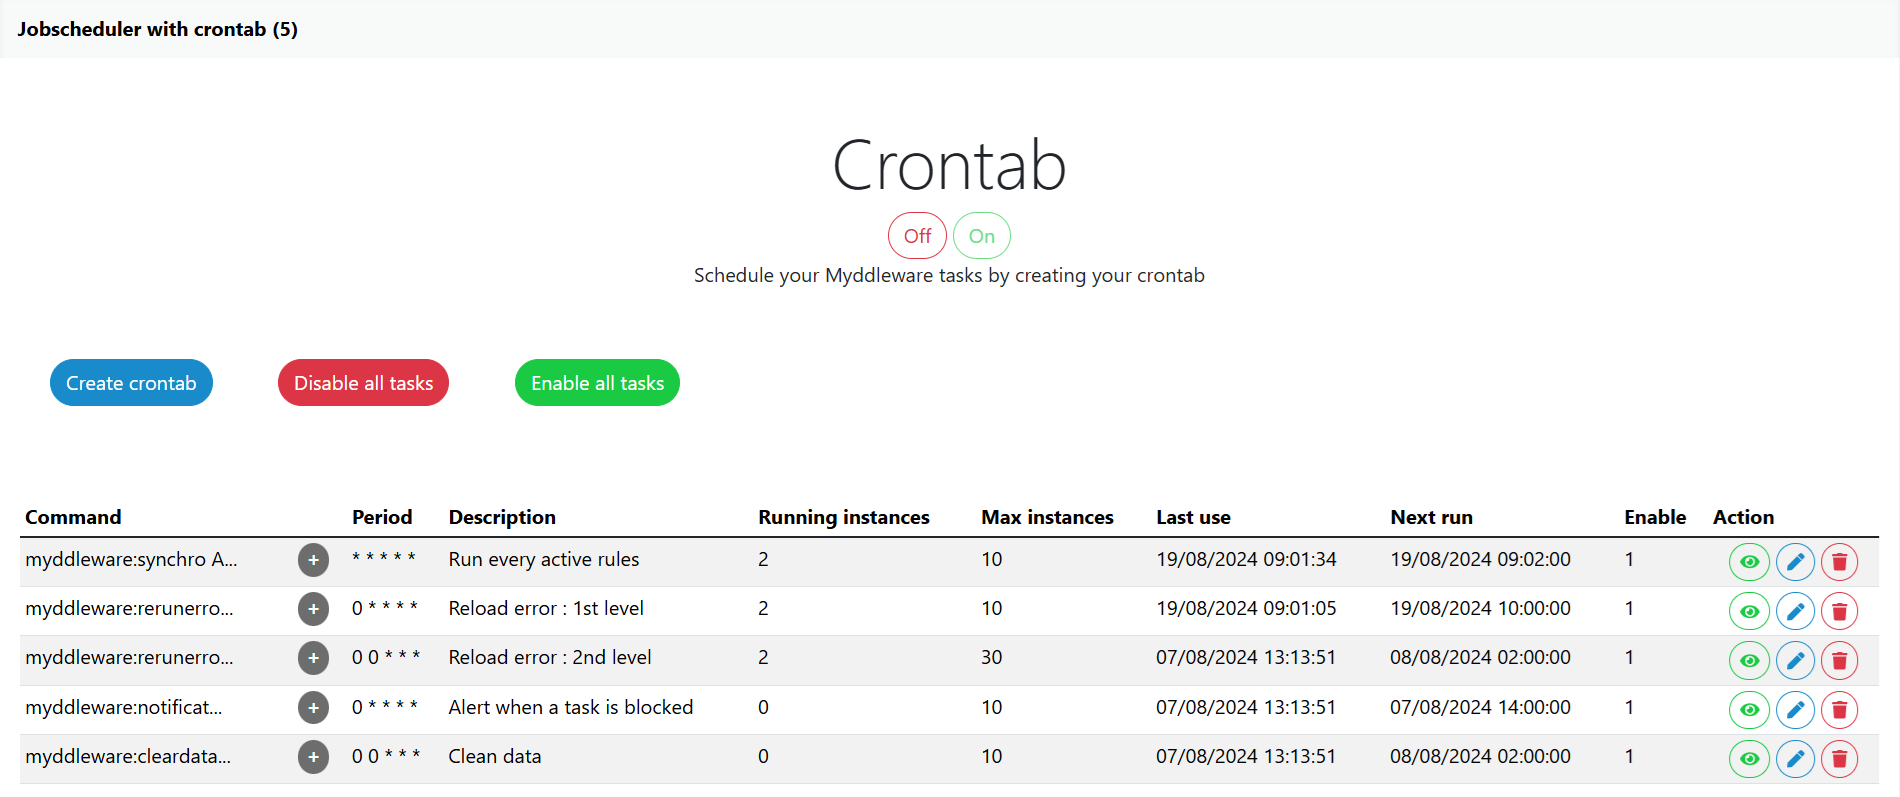 Jobscheduler with crontab (5)
Crontab
Off On
Schedule your Myddleware tasks by creating your crontab
Create crontab Disable all tasks Enable all tasks
Command Period Description Running instances Max instances Last use Next run Enable Action
myddleware:synchro A... + * * * * * Run every active rules 2 10 19/08/2024 09:01:34 19/08/2024 09:02:00 1
myddleware:rerunerro... + 0 * * * * Reload error : 1st level 2 10 19/08/2024 09:01:05 19/08/2024 10:00:00 1
myddleware:rerunerro... + 0 0 * * * Reload error : 2nd level 2 30 07/08/2024 13:13:51 08/08/2024 02:00:00 1
myddleware:notificat... + 0 * * * * Alert when a task is blocked 0 10 07/08/2024 13:13:51 07/08/2024 14:00:00 1
myddleware:cleardata... + 0 0 * * * Clean data 0 10 07/08/2024 13:13:51 08/08/2024 02:00:00 1